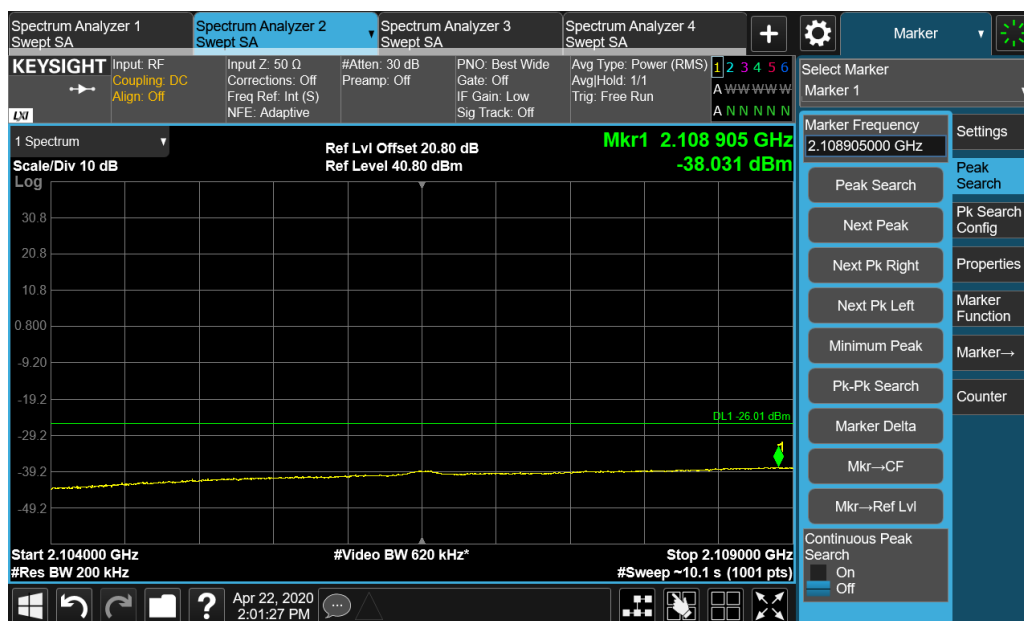 Spectrum Analyzer 1
Swept SA
Spectrum Analyzer 2
Swept SA
Spectrum Analyzer 3
Swept SA
Spectrum Analyzer 4
Swept SA
Marker
KEYSIGHT
LXI
Input: RF
Coupling: DC
Align: Off
Input Z: 50 Ω
Corrections: Off
Freq Ref: Int (S)
NFE: Adaptive
#Atten: 30 dB
Preamp: Off
PNO: Best Wide
Gate: Off
IF Gain: Low
Sig Track: Off
Avg Type: Power (RMS)
Avg|Hold: 1/1
Trig: Free Run
1 2 3 4 5 6
A W W W W W
A N N N N N
Select Marker
Marker 1
1 Spectrum
Scale/Div 10 dB
Log
Ref Lvl Offset 20.80 dB
Ref Level 40.80 dBm
Mkr1 2.108 905 GHz
-38.031 dBm
30.8
20.8
10.8
0.800
-9.20
-19.2
-29.2
-39.2
-49.2
DL1 -26.01 dBm
1
Start 2.104000 GHz
#Res BW 200 kHz
#Video BW 620 kHz*
Stop 2.109000 GHz
#Sweep ~10.1 s (1001 pts)
Marker Frequency
2.108905000 GHz
Peak Search
Next Peak
Next Pk Right
Next Pk Left
Minimum Peak
Pk-Pk Search
Marker Delta
Mkr→CF
Mkr→Ref Lvl
Continuous Peak
Search
On
Off
Settings
Peak
Search
Pk Search
Config
Properties
Marker
Function
Marker→
Counter
?
Apr 22, 2020
2:01:27 PM